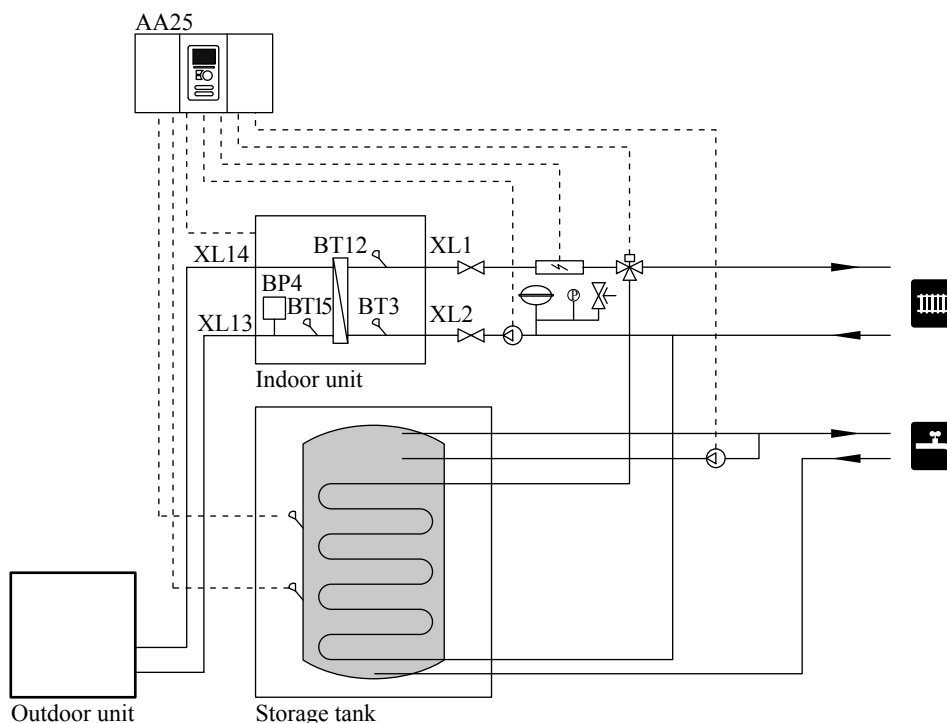 AA25
XL14
BT12
XL1
BP4
BT15
BT3
XL13
XL2
P
Indoor unit
Outdoor unit
Storage tank